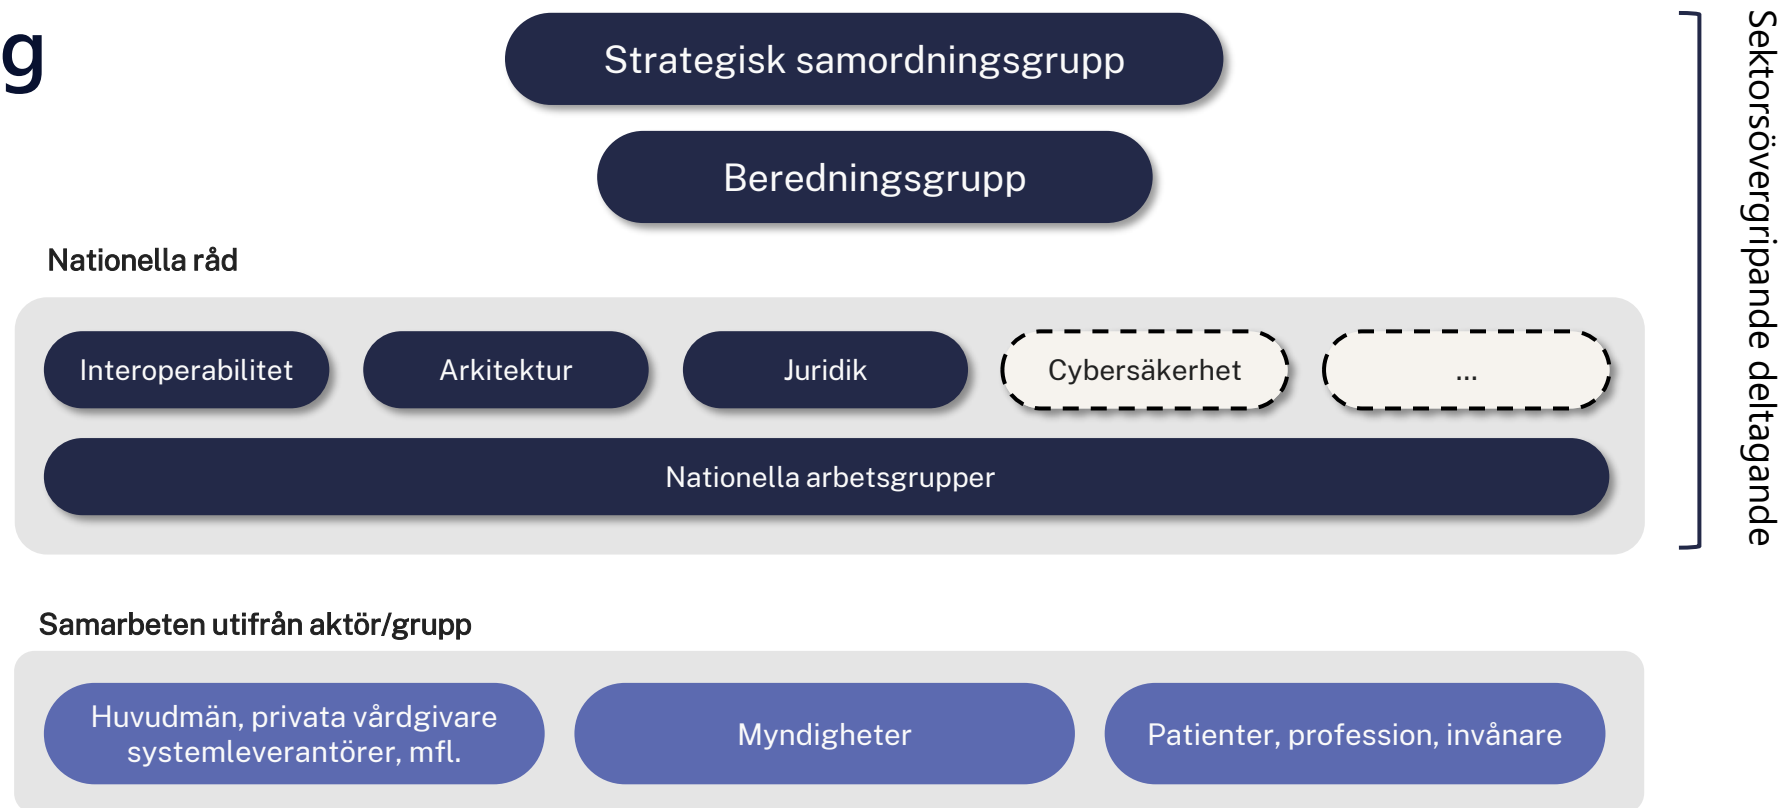 g
Strategisk samordningsgrupp
Beredningsgrupp
Nationella råd
Interoperabilitet
Arkitektur
Juridik
Cybersäkerhet
...
Nationella arbetsgrupper
Sektorsövergripande deltagande
Samarbeten utifrån aktör/grupp
Huvudmän, privata vårdgivare
systemleverantörer, mfl.
Myndigheter
Patienter, profession, invånare